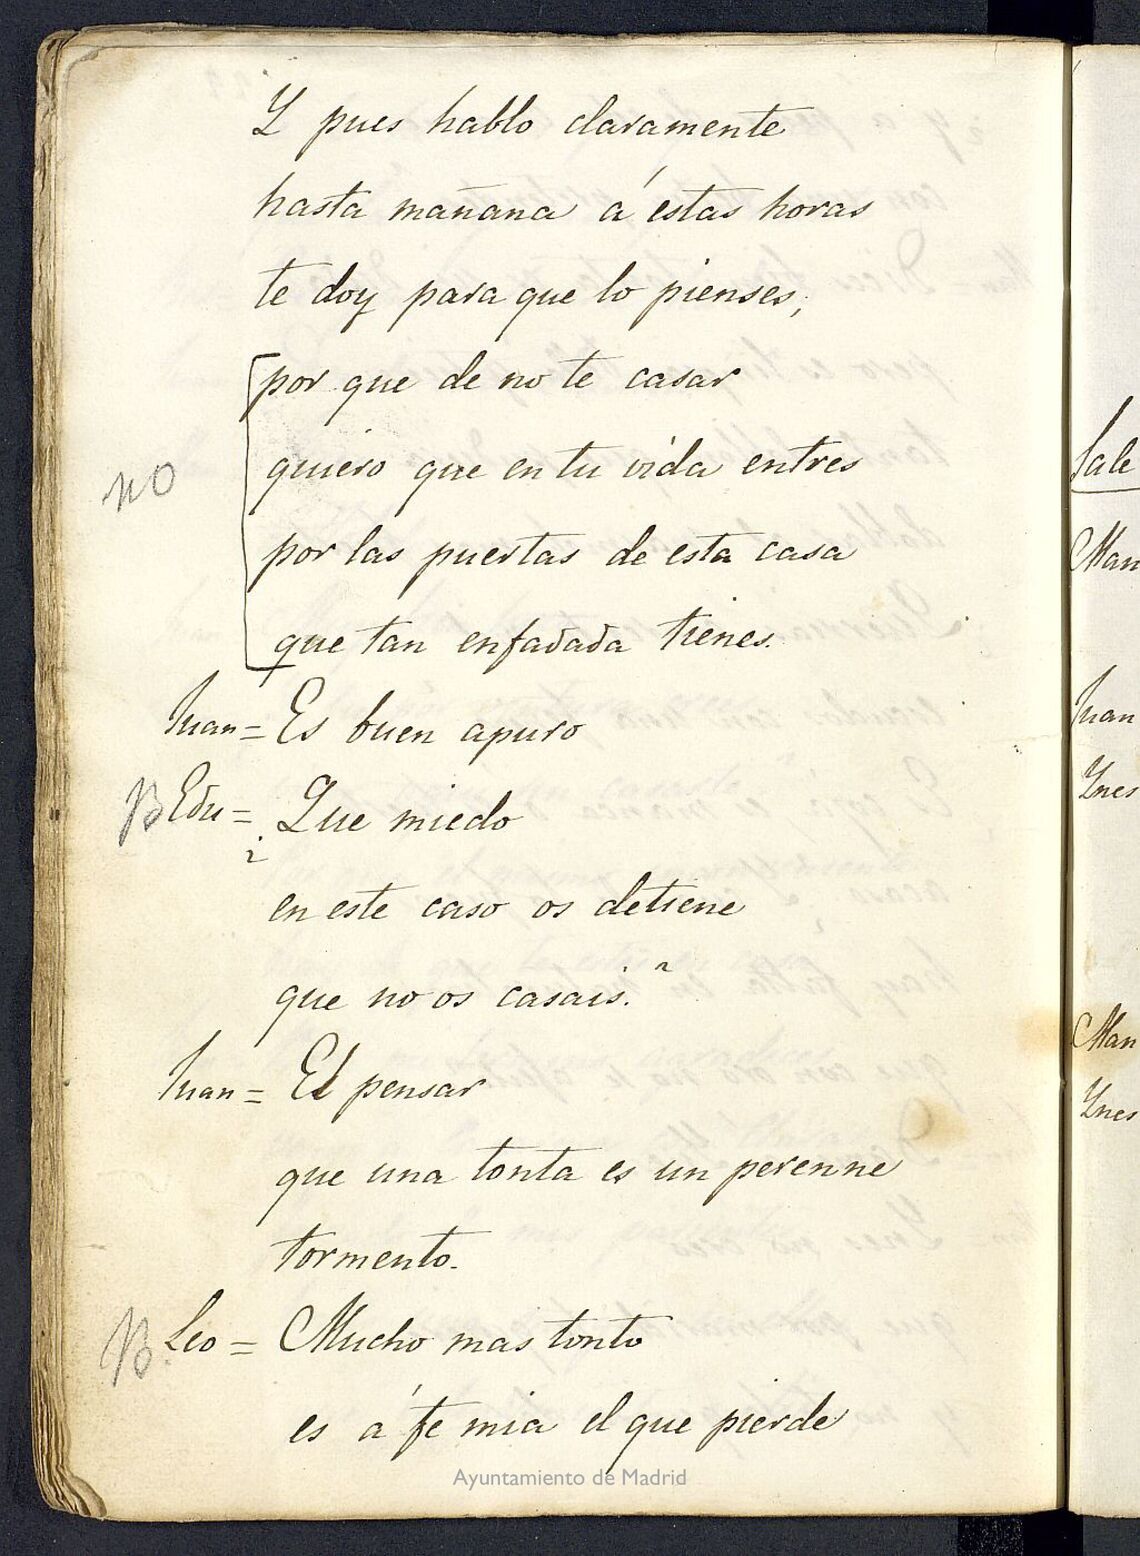 Y pues hablo claramente
hasta mañana á estas horas
te doy para que lo pienses,
por que de no te casar
no
quiero que en tu vida entres
por las puertas de esta casa
que tan enfadada tienes.
Juan = Es buen apuro
Edu = ¿Que miedo
en este caso os detiene
que no os casais.?
Juan = El pensar
que una tonta es un perenne
tormento.
Leo = Mucho mas tonto
es á fe mia el que pierde
Ayuntamiento de Madrid
Sale
Man
Juan
Ynes
Man
Ynes